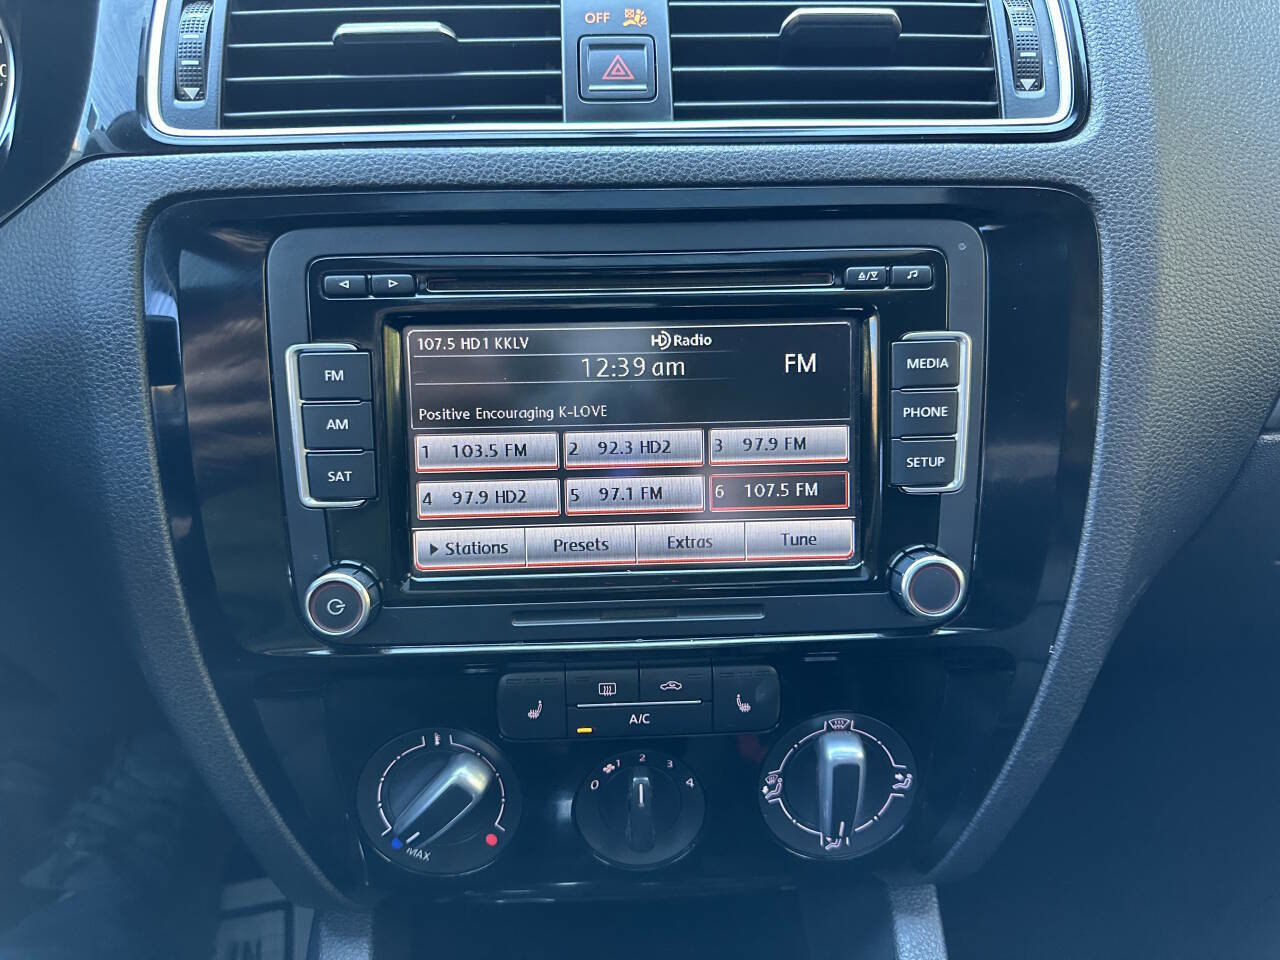 OFF 2
107.5 HD1 KKLV
HD Radio
12:39 am
FM
Positive Encouraging K-LOVE
1 103.5 FM
2 92.3 HD2
3 97.9 FM
4 97.9 HD2
5 97.1 FM
6 107.5 FM
Stations
Presets
Extras
Tune
FM
AM
SAT
MEDIA
PHONE
SETUP
A/C
0 1 2 3 4
MAX